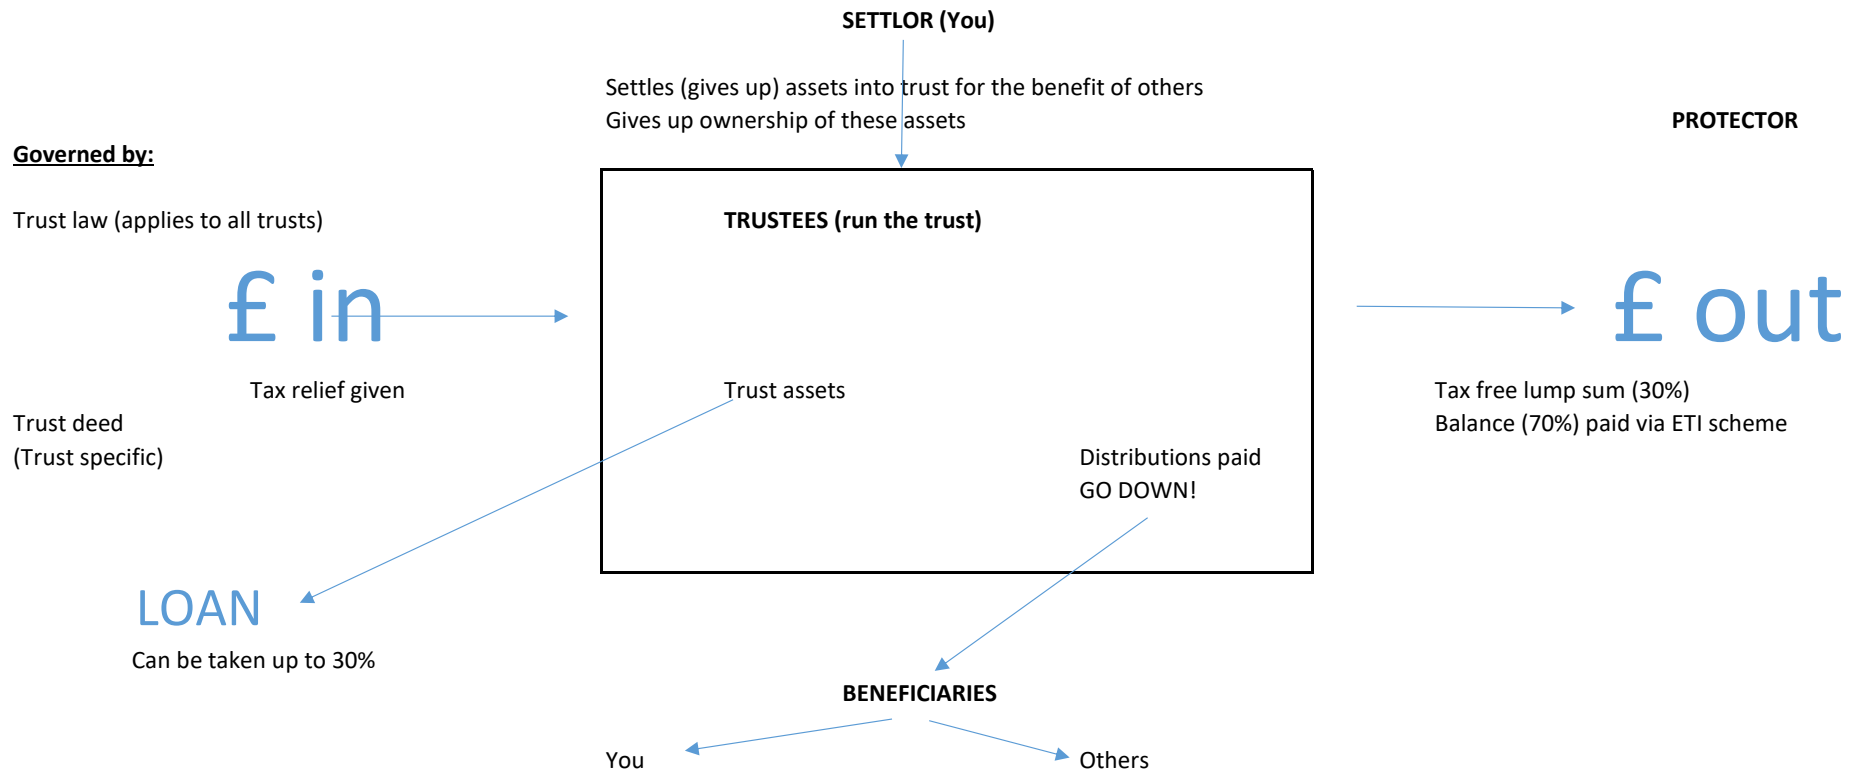 SETTLOR (You)
Settles (gives up) assets into trust for the benefit of others
Gives up ownership of these assets
PROTECTOR
Governed by:
Trust law (applies to all trusts)
TRUSTEES (run the trust)
£ in
£ out
Tax relief given
Trust assets
Tax free lump sum (30%)
Trust deed
Balance (70%) paid via ETI scheme
(Trust specific)
Distributions paid
GO DOWN!
LOAN
Can be taken up to 30%
BENEFICIARIES
You
Others